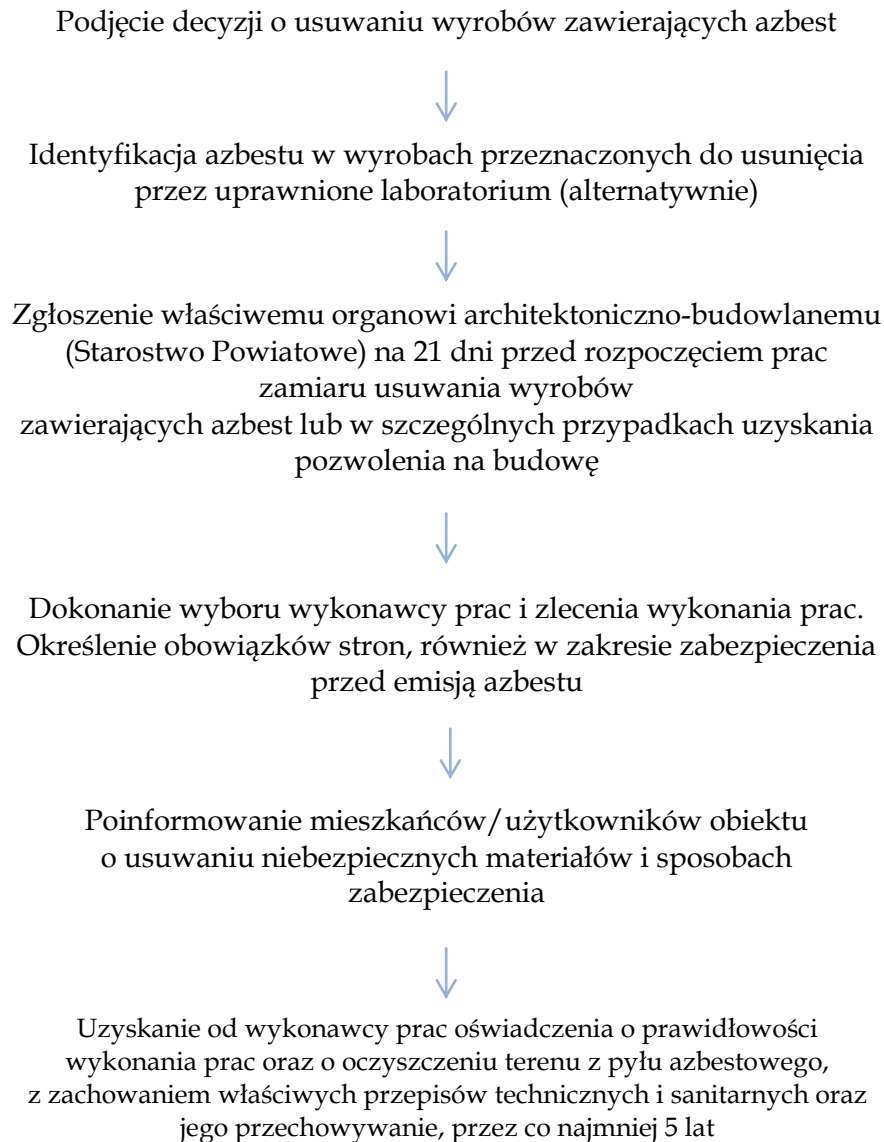 Podjęcie decyzji o usuwaniu wyrobów zawierających azbest
Identyfikacja azbestu w wyrobach przeznaczonych do usunięcia
przez uprawnione laboratorium (alternatywnie)
Zgłoszenie właściwemu organowi architektoniczno-budowlanemu
(Starostwo Powiatowe) na 21 dni przed rozpoczęciem prac
zamiaru usuwania wyrobów
zawierających azbest lub w szczególnych przypadkach uzyskania
pozwolenia na budowę
Dokonanie wyboru wykonawcy prac i zlecenia wykonania prac.
Określenie obowiązków stron, również w zakresie zabezpieczenia
przed emisją azbestu
Poinformowanie mieszkańców/użytkowników obiektu
o usuwaniu niebezpiecznych materiałów i sposobach
zabezpieczenia
Uzyskanie od wykonawcy prac oświadczenia o prawidłowości
wykonania prac oraz o oczyszczeniu terenu z pyłu azbestowego,
z zachowaniem właściwych przepisów technicznych i sanitarnych oraz
jego przechowywanie, przez co najmniej 5 lat